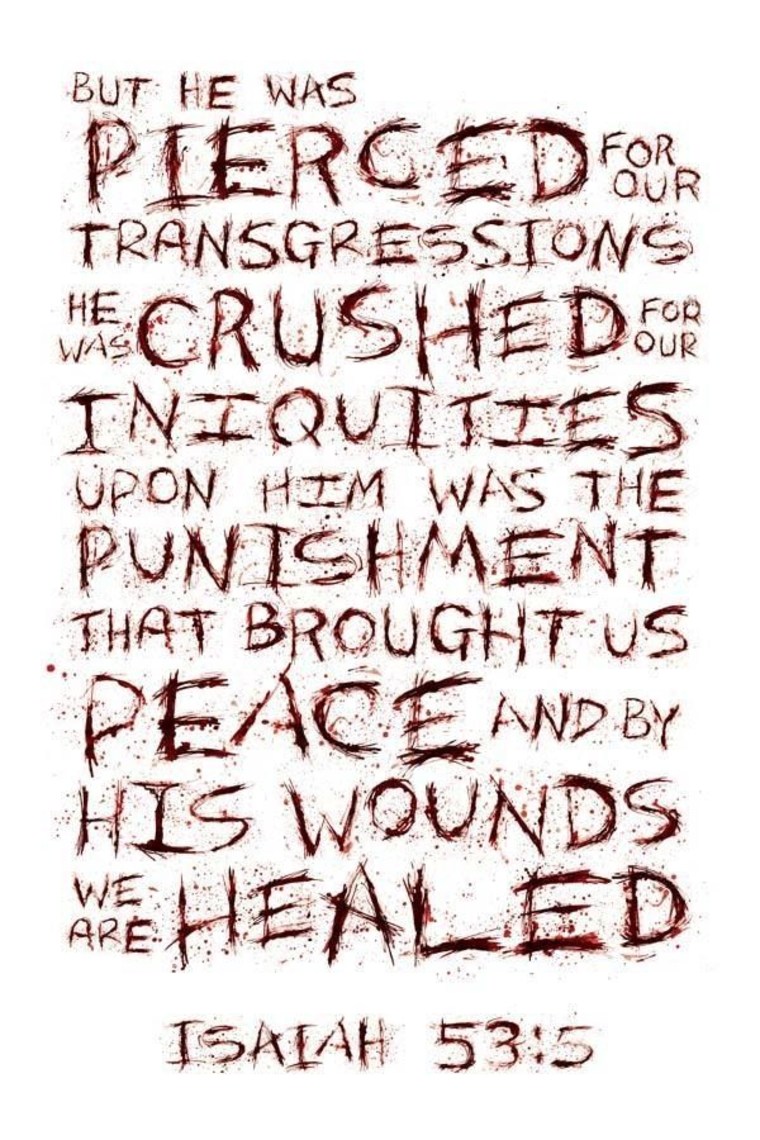 BUT HE WAS
PIERCED FOR OUR
TRANSGRESSIONS
HE WAS CRUSHED FOR OUR
INIQUITIES
UPON HIM WAS THE
PUNISHMENT
THAT BROUGHT US
PEACE AND BY
HIS WOUNDS
WE ARE HEALED
ISAIAH 53:5